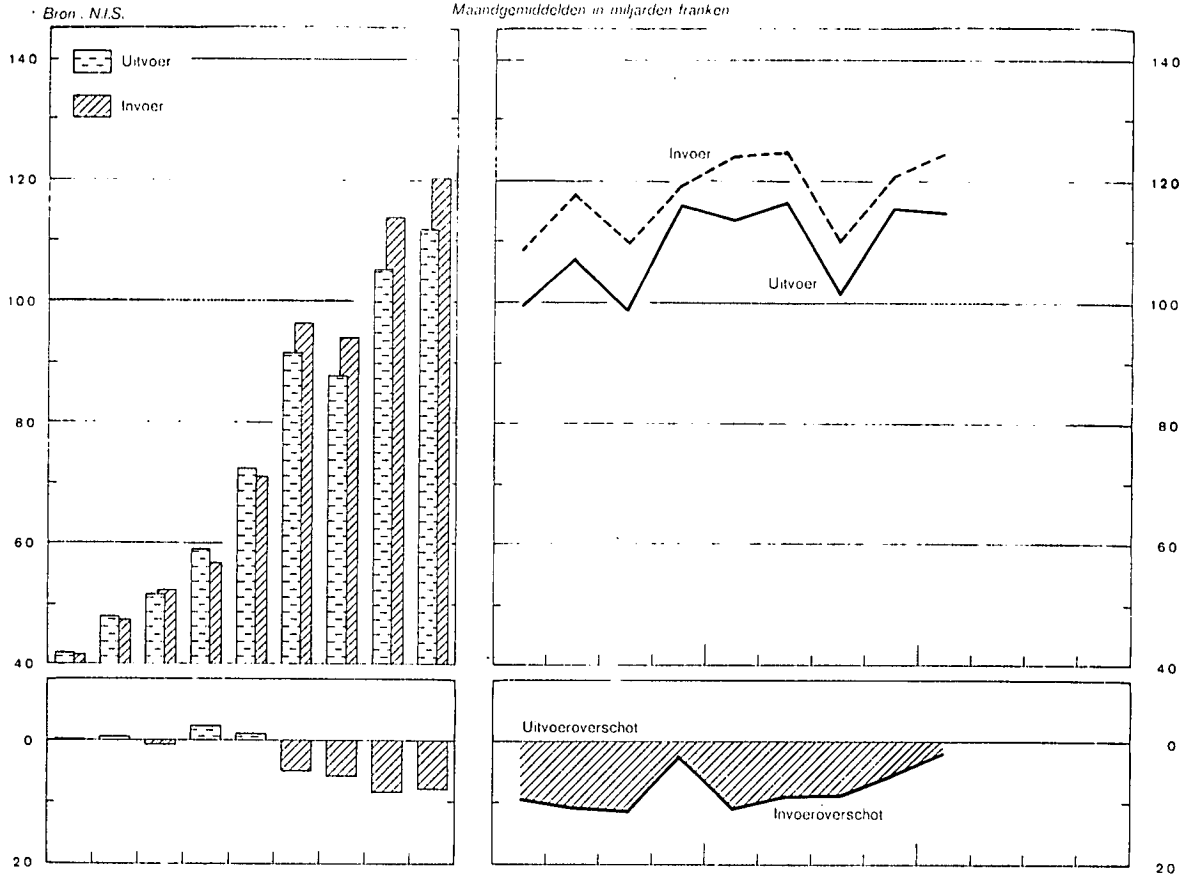 Bron . N.I.S.
Maandgemiddelden in miljarden franken
Uitvoer
Invoer
140
120
100
80
60
40
0
20
Invoer
Uitvoer
140
120
100
80
60
40
Uitvoeroverschot
Invoeroverschot
0
20